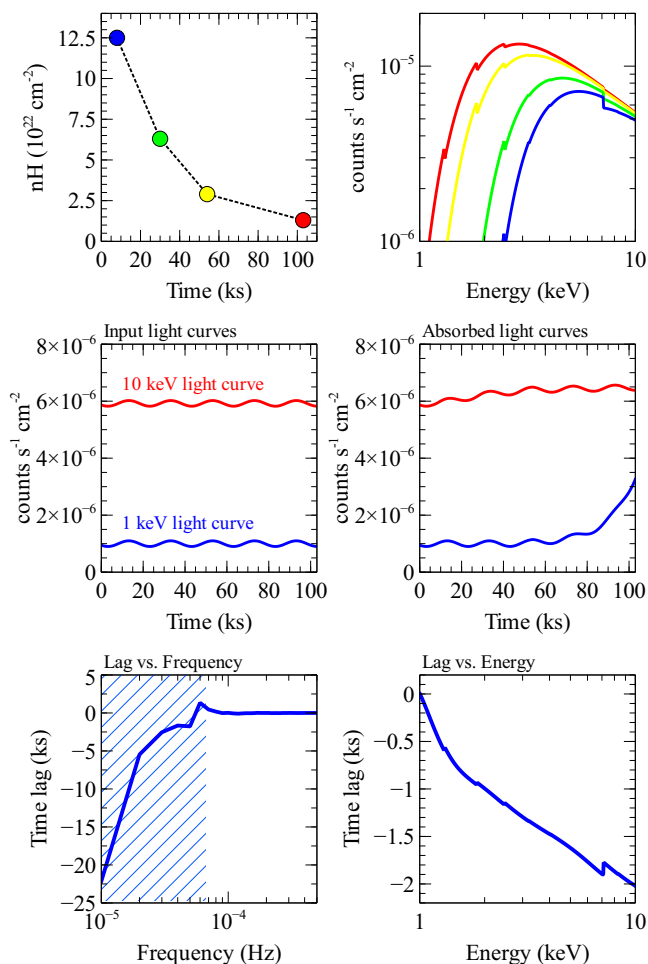 12.5
10
7.5
5
2.5
0
nH (10²² cm⁻²)
0 20 40 60 80 100
Time (ks)
10⁻⁵
10⁻⁶
counts s⁻¹ cm⁻²
1 10
Energy (keV)
Input light curves
8×10⁻⁶
6×10⁻⁶
4×10⁻⁶
2×10⁻⁶
0
counts s⁻¹ cm⁻²
10 keV light curve
1 keV light curve
0 20 40 60 80 100
Time (ks)
Absorbed light curves
8×10⁻⁶
6×10⁻⁶
4×10⁻⁶
2×10⁻⁶
0
counts s⁻¹ cm⁻²
0 20 40 60 80 100
Time (ks)
Lag vs. Frequency
5
0
−5
−10
−15
−20
−25
Time lag (ks)
10⁻⁵ 10⁻⁴
Frequency (Hz)
Lag vs. Energy
0
−0.5
−1
−1.5
−2
Time lag (ks)
1 10
Energy (keV)